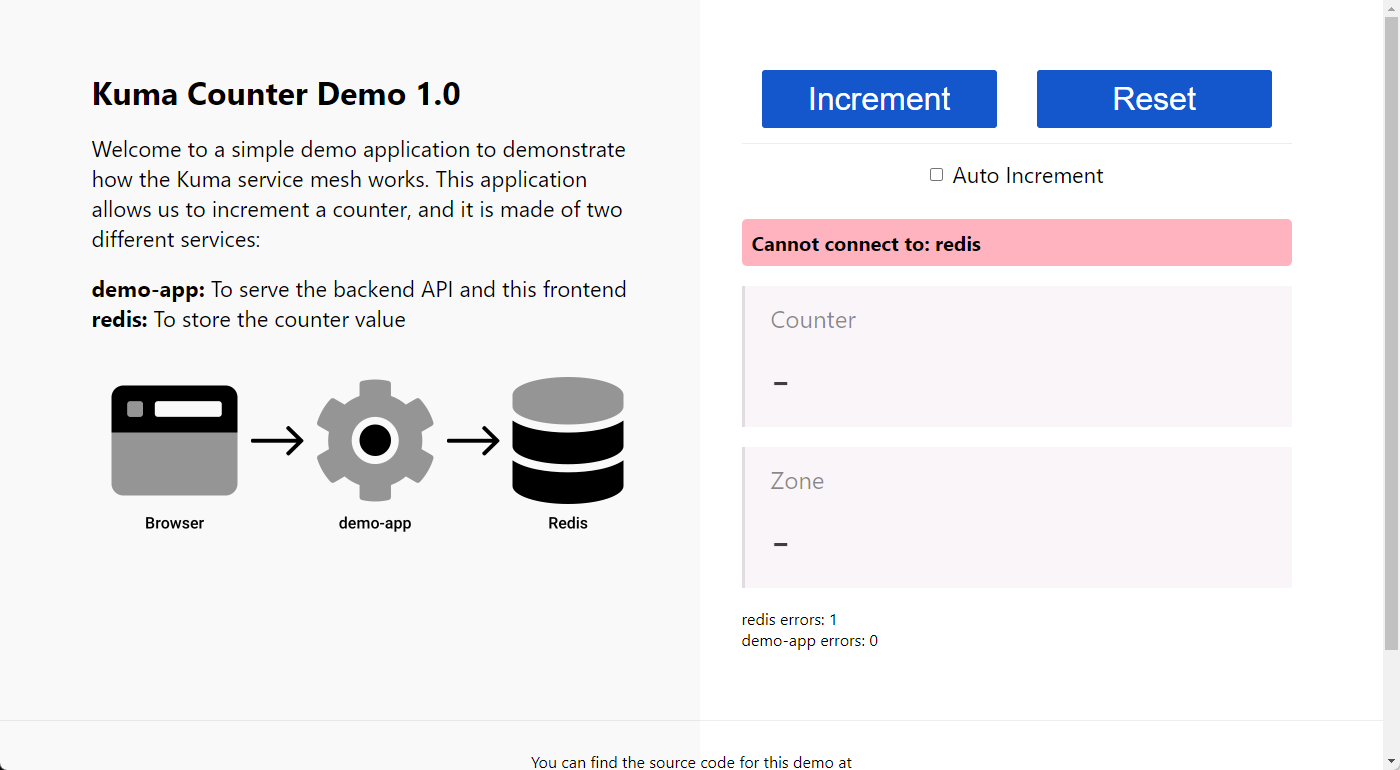 Kuma Counter Demo 1.0
Welcome to a simple demo application to demonstrate
how the Kuma service mesh works. This application
allows us to increment a counter, and it is made of two
different services:
demo-app: To serve the backend API and this frontend
redis: To store the counter value
Browser
demo-app
Redis
Increment
Reset
Auto Increment
Cannot connect to: redis
Counter
-
Zone
-
redis errors: 1
demo-app errors: 0
You can find the source code for this demo at